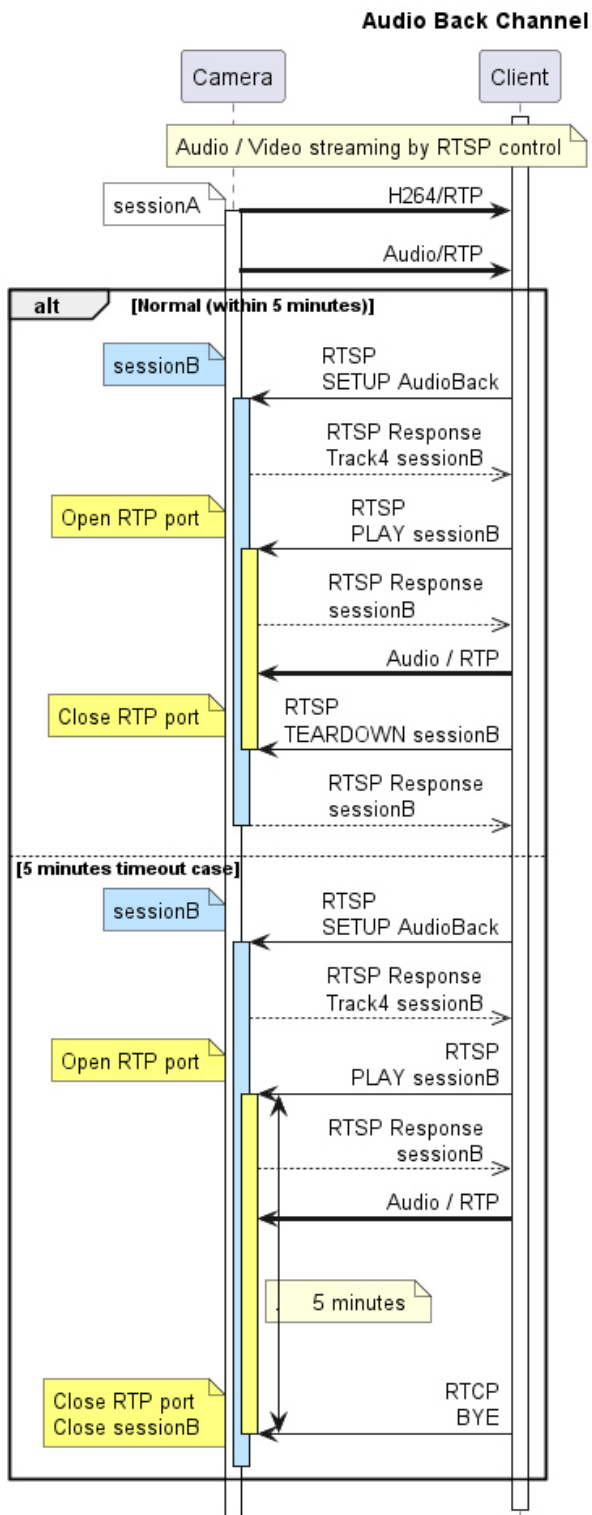 Audio Back Channel
Camera
Client
Audio / Video streaming by RTSP control
sessionA
H264/RTP
Audio/RTP
alt
[Normal (within 5 minutes)]
sessionB
RTSP
SETUP AudioBack
RTSP Response
Track4 sessionB
Open RTP port
RTSP
PLAY sessionB
RTSP Response
sessionB
Audio / RTP
Close RTP port
RTSP
TEARDOWN sessionB
RTSP Response
sessionB
[5 minutes timeout case]
sessionB
RTSP
SETUP AudioBack
RTSP Response
Track4 sessionB
Open RTP port
RTSP
PLAY sessionB
RTSP Response
sessionB
Audio / RTP
. 5 minutes
Close RTP port
Close sessionB
RTCP
BYE